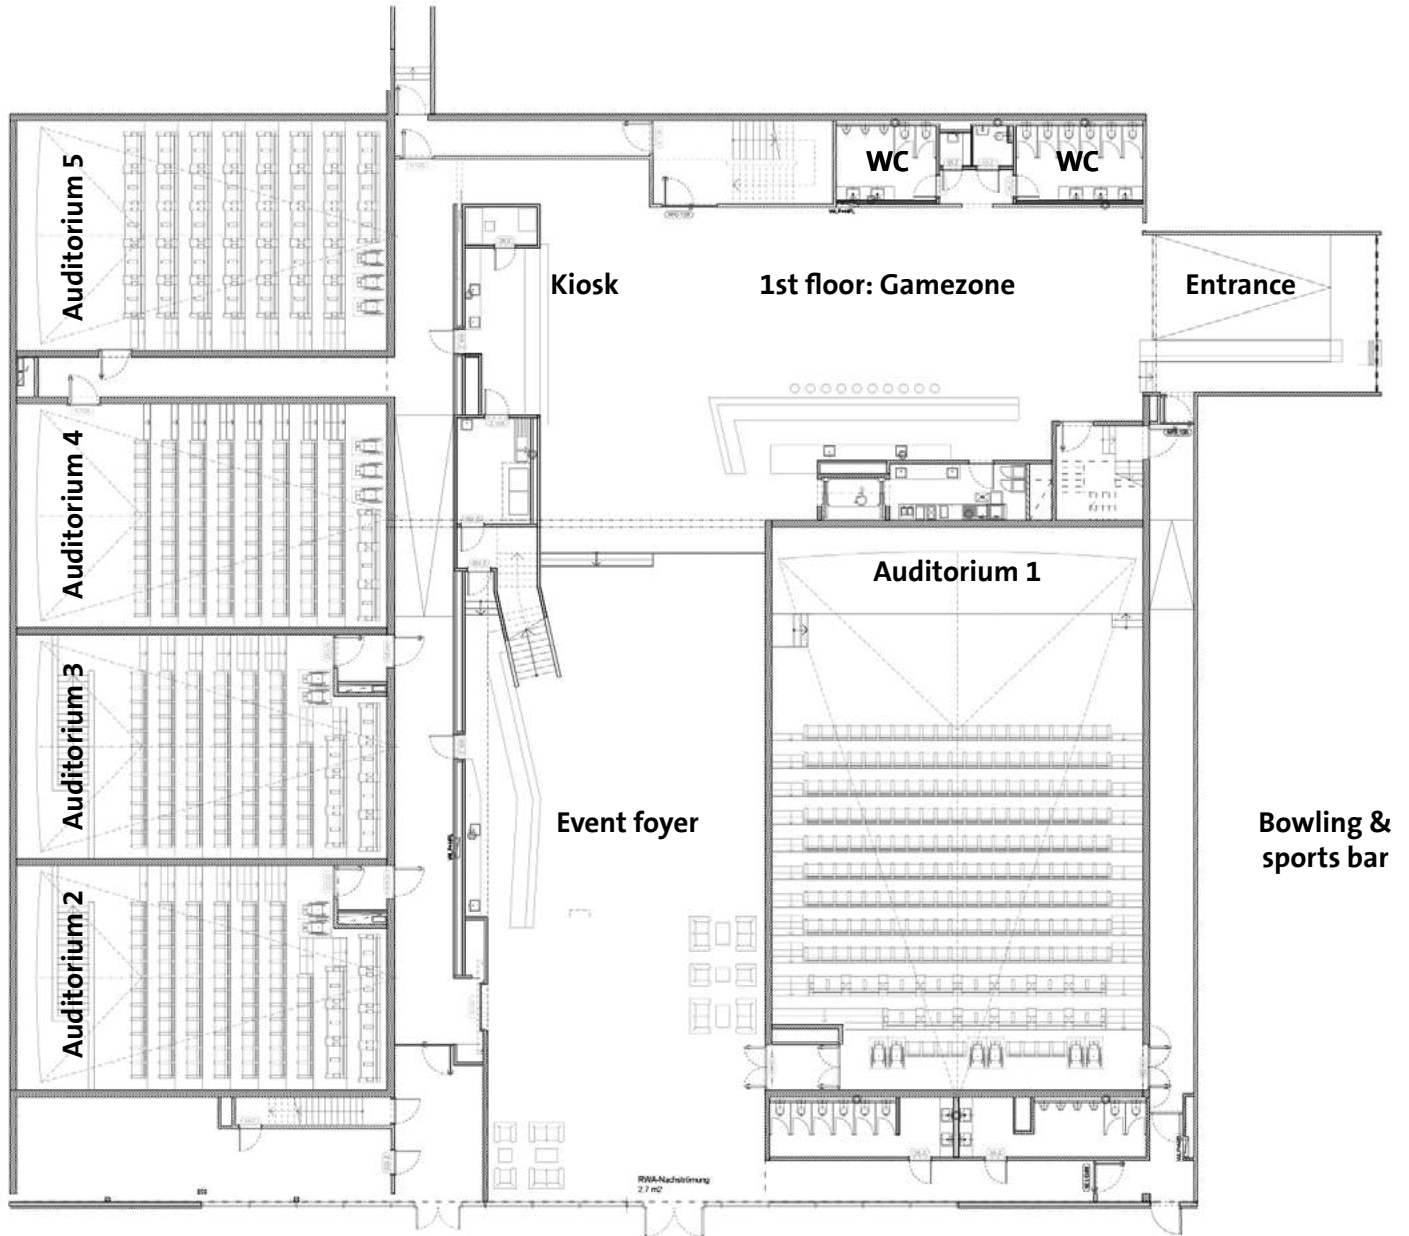 WC
WC
Auditorium 5
Kiosk
1st floor: Gamezone
Entrance
Auditorium 4
Auditorium 1
Auditorium 3
Event foyer
Bowling &
sports bar
Auditorium 2
RWA-Nachströmung
2.7 m2